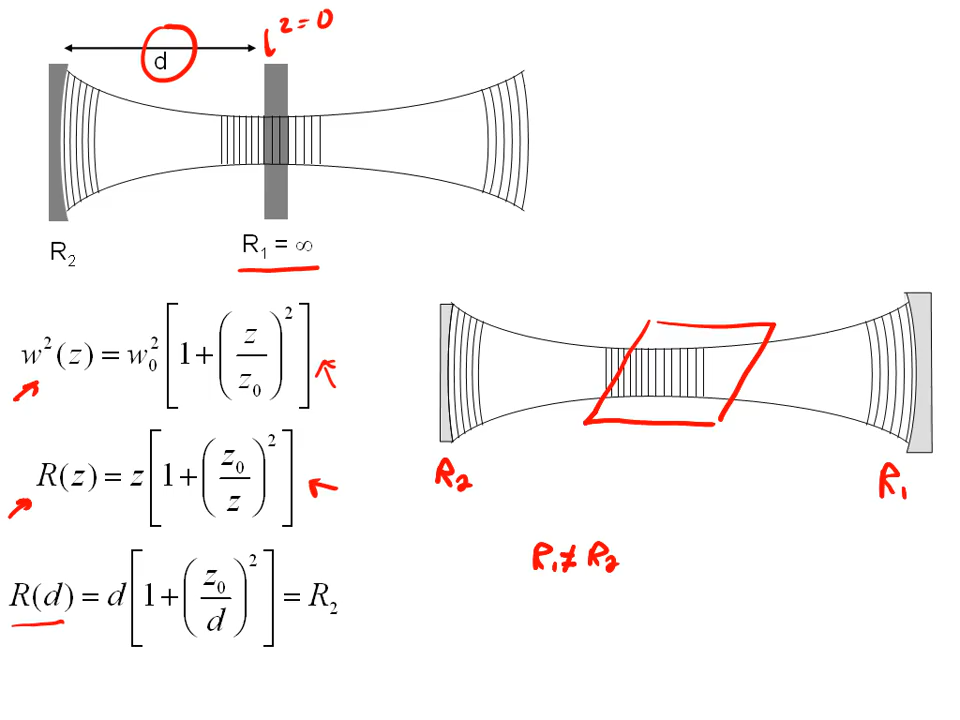 z=0
d
R₂
R₁ = ∞
w²(z) = w₀²[1+(z/z₀)²]
R(z) = z[1+(z₀/z)²]
R(d) = d[1+(z₀/d)²] = R₂
R₂
R₁
R₁ ≠ R₂